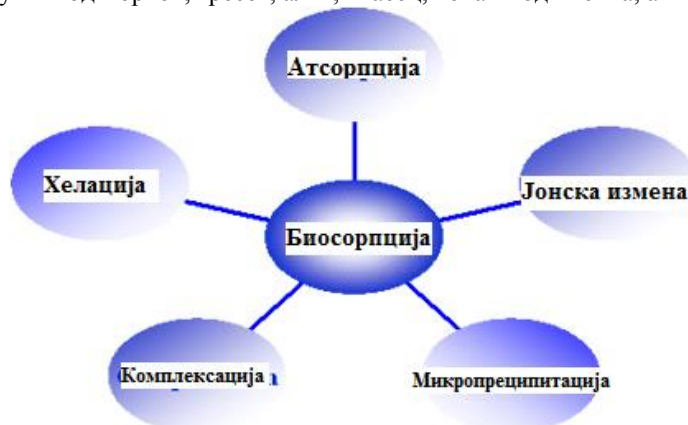 Атсорпција
Хелација
Јонска измена
Биосорпција
Комплексација
Микропреципитација